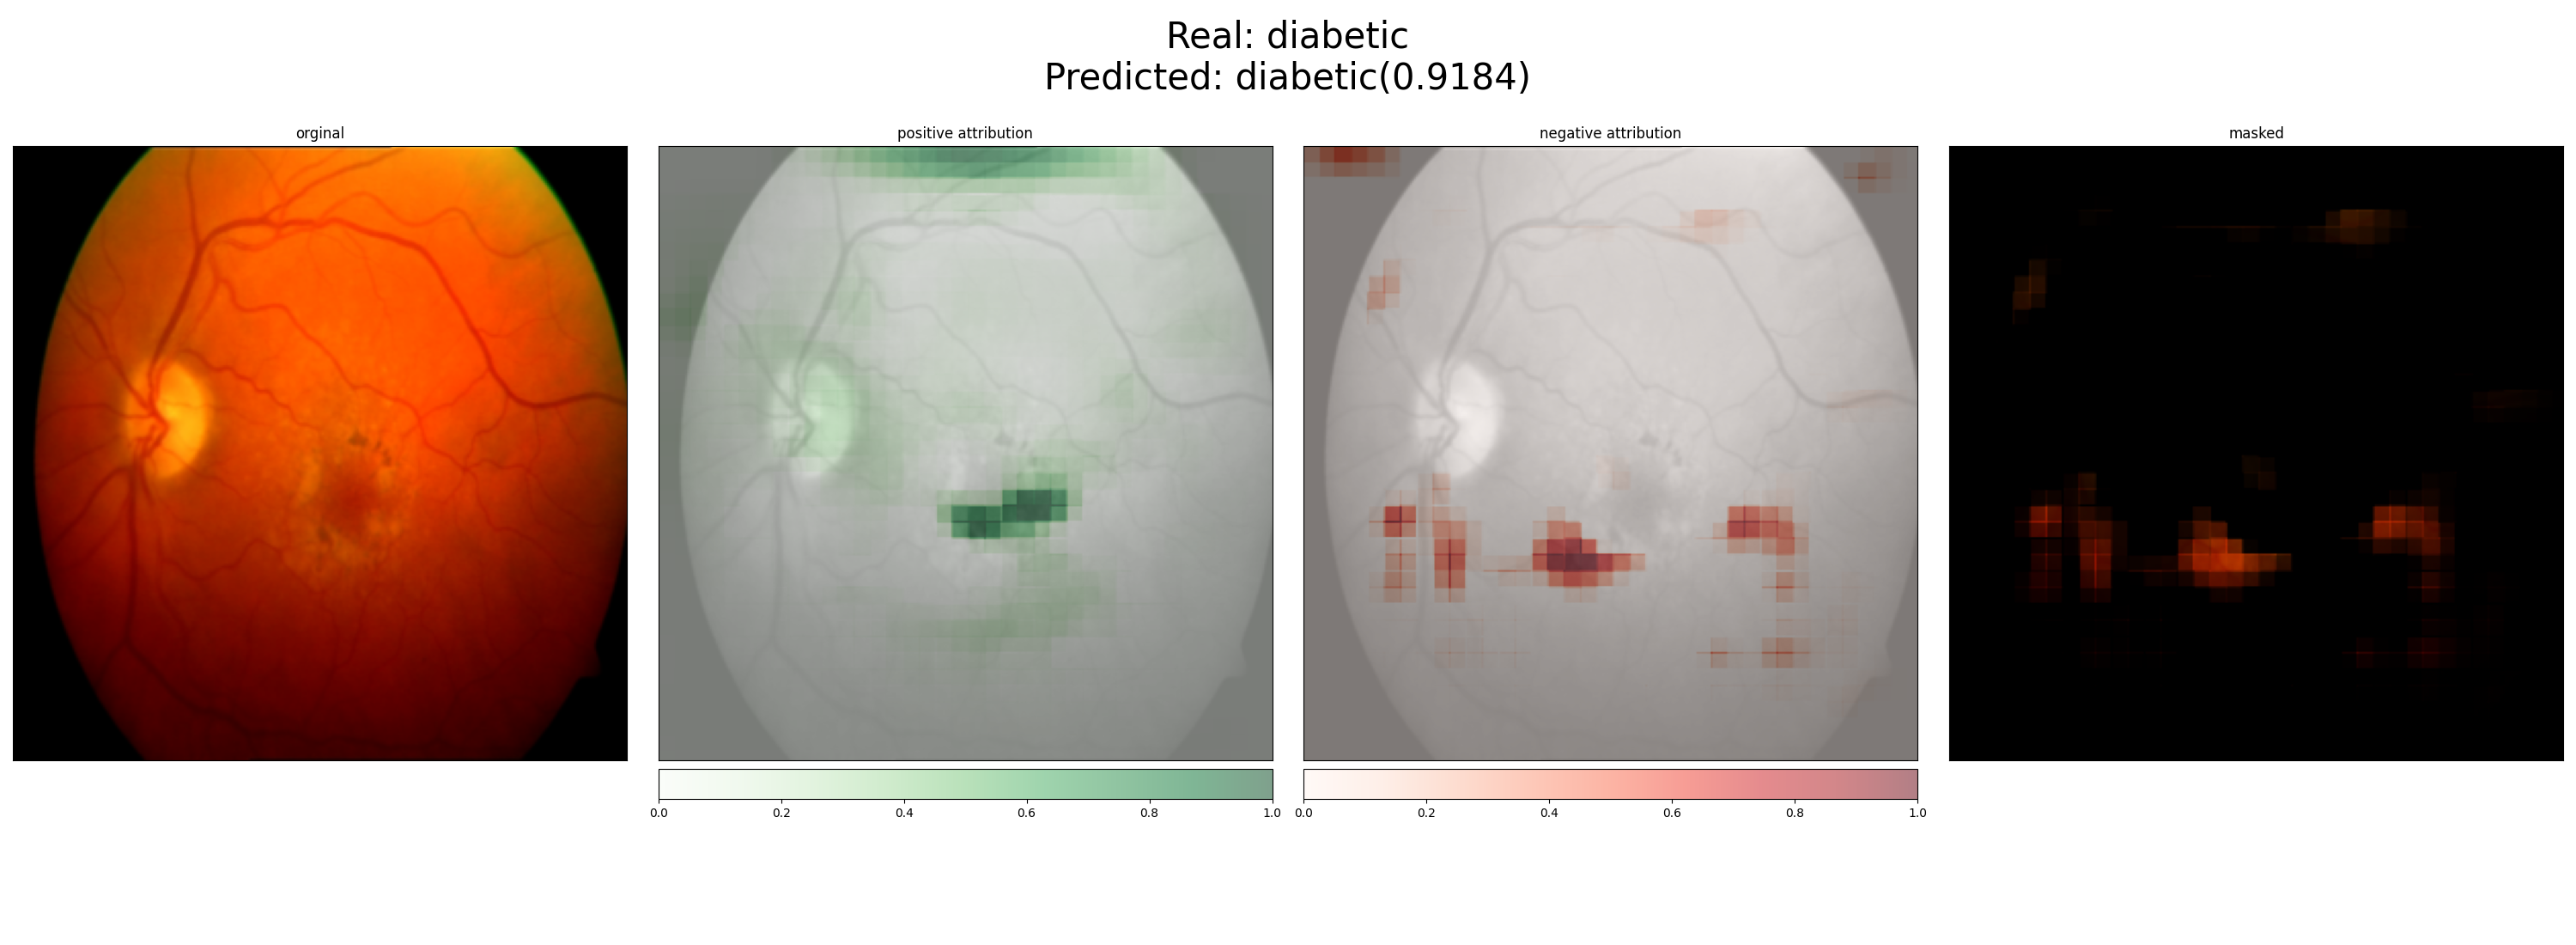 Real: diabetic
Predicted: diabetic(0.9184)
orginal
positive attribution
negative attribution
masked
0.0 0.2 0.4 0.6 0.8 1.0
0.0 0.2 0.4 0.6 0.8 1.0